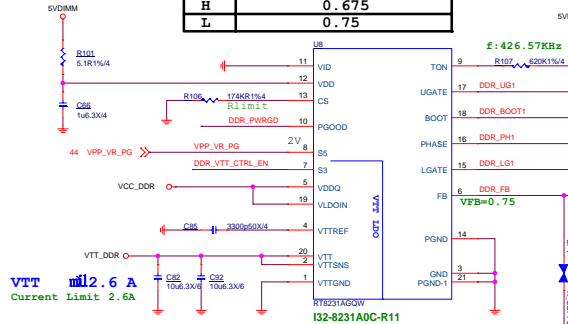 H 0.675
L 0.75
5VDIMM
5V
U8
f:426.57KHz
R101
5.1R1%/4
C66
1u6.3X/4
R106 174KR1%4
Rlimit
DDR_PWRGD
2V
44 VPP_VR_PG VPP_VR_PG
DDR_VTT_CTRL_EN
VCC_DDR
C85 3300p50X/4
VTT_DDR
C82
10u6.3X/6
C92
10u6.3X/6
VTT 2.6 A
Current Limit 2.6A
11 VID
12 VDD
13 CS
10 PGOOD
8 S5
7 S3
5 VDDQ
19 VLDOIN
4 VTTREF
20 VTT
2 VTTSNS
1 VTTGND
VTT LDO
TON 9 R107 620K1%/4
UGATE 17 DDR_UG1
BOOT 18 DDR_BOOT1
PHASE 16 DDR_PH1
LGATE 15 DDR_LG1
FB 6 DDR_FB
VFB=0.75
PGND 14
GND 3
PGND-1 21
RT8231AGQW
I32-8231A0C-R11